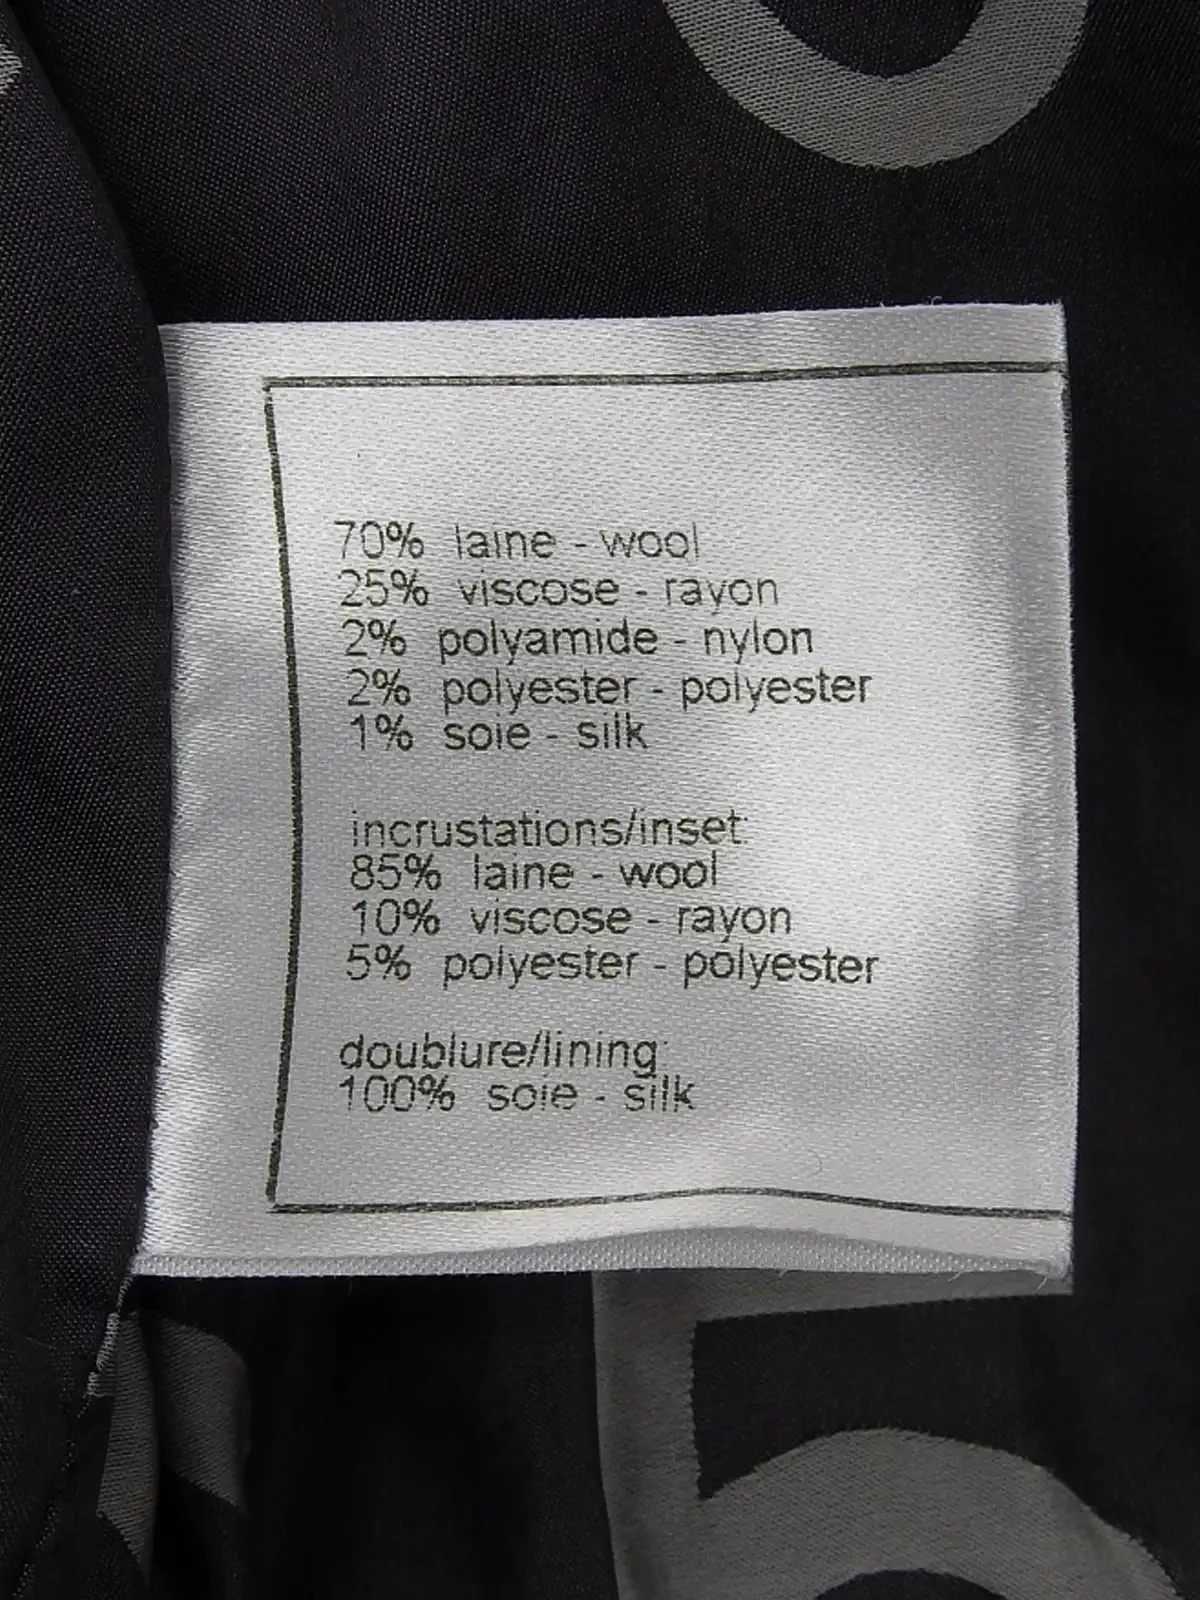 70% laine - wool
25% viscose - rayon
2% polyamide - nylon
2% polyester - polyester
1% soie - silk
incrustations/inset:
85% laine - wool
10% viscose - rayon
5% polyester - polyester
doublure/lining:
100% soie - silk
5